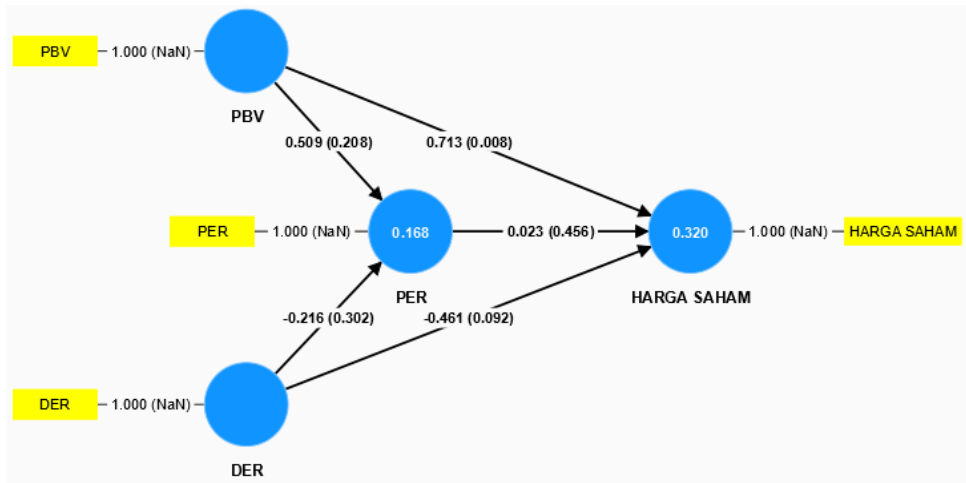 PBV
1.000 (NaN)
PBV
0.509 (0.208)
0.713 (0.008)
PER
1.000 (NaN)
0.168
0.023 (0.456)
0.320
1.000 (NaN)
HARGA SAHAM
PER
HARGA SAHAM
-0.216 (0.302)
-0.461 (0.092)
DER
1.000 (NaN)
DER